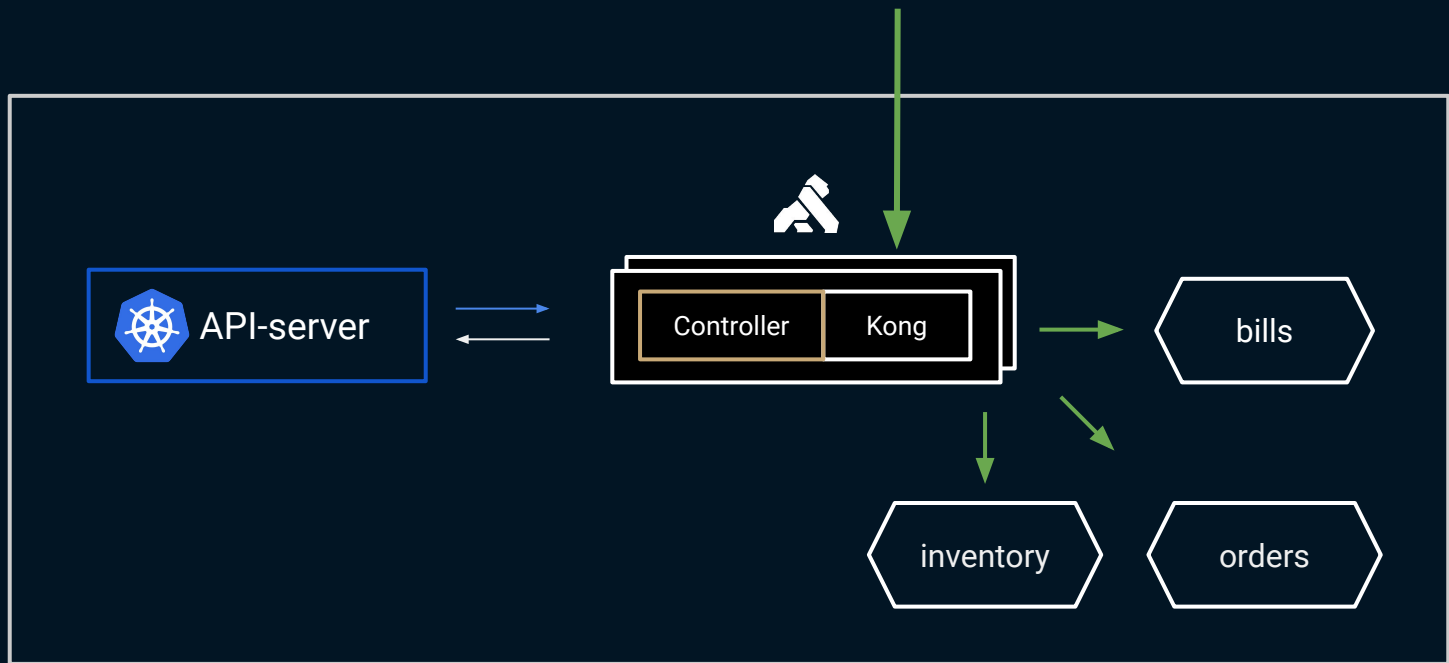 API-server
Controller
Kong
bills
inventory
orders